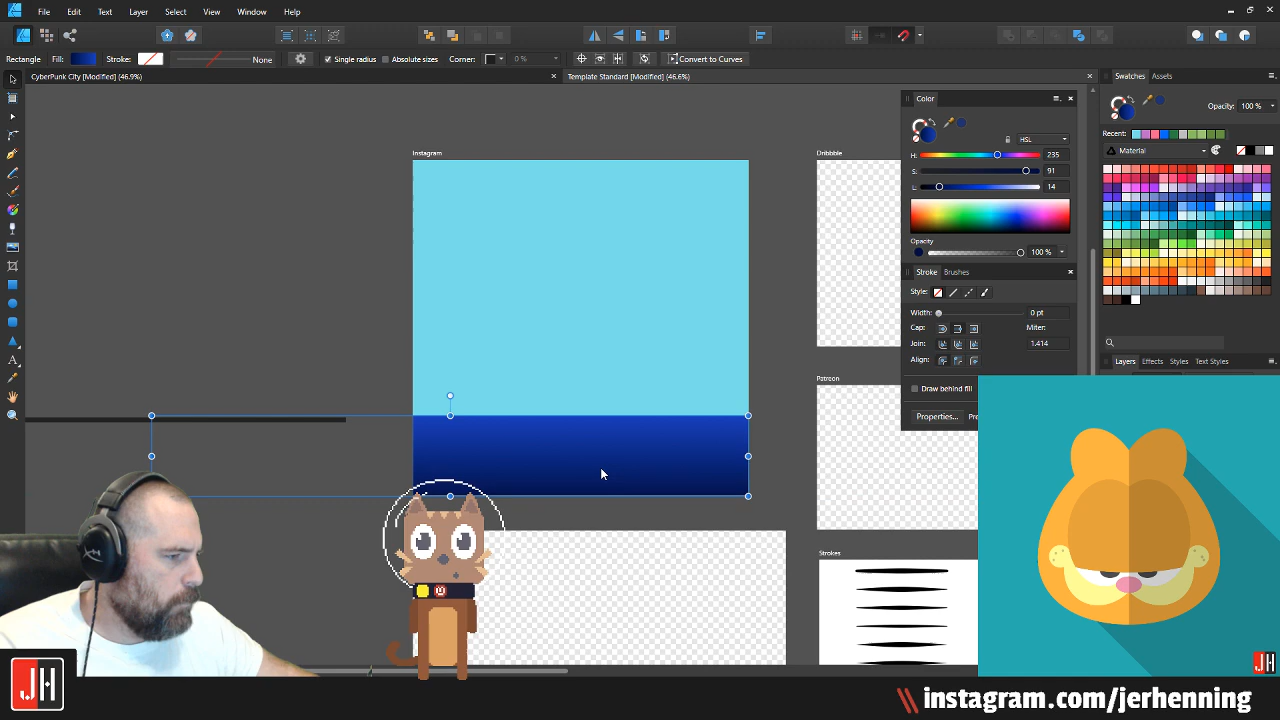 File Edit Text Layer Select View Window Help
Rectangle Fill: Stroke: None Single radius Absolute sizes Corner: 0 % Convert to Curves
CyberPunk City [Modified] (46.9%) Template Standard [Modified] (46.6%)
Swatches Assets
Color
Opacity: 100 %
HSL
Recent:
H: 235
Material
S: 91
L: 14
Opacity
100 %
Stroke Brushes
Style:
Width: 0 pt
Cap: Miter:
Join: 1.414
Align:
Layers Effects Styles Text Styles
Draw behind fill
Properties...
Instagram
Dribbble
Patreon
Strokes
JH
JH
\\ instagram.com/jerhenning